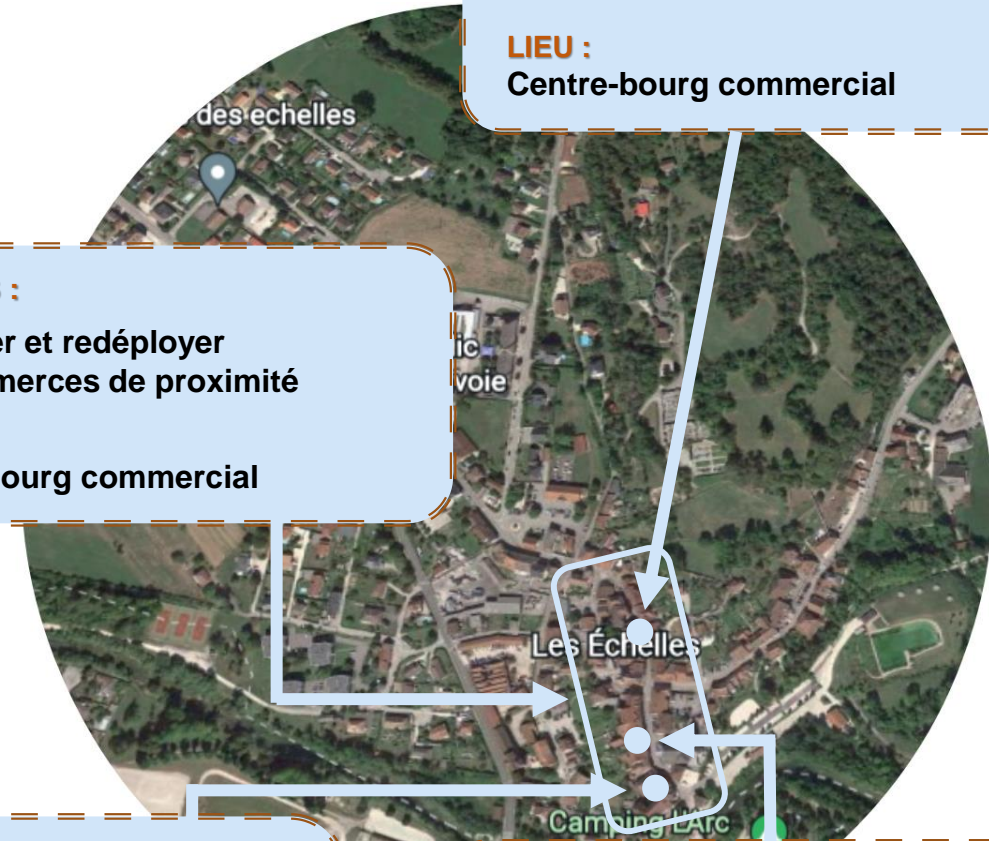 LIEU :
Centre-bourg commercial
des echelles
:
er et redéployer
merces de proximité
ic
voie
ourg commercial
Les Échelles
Camping L'Arc